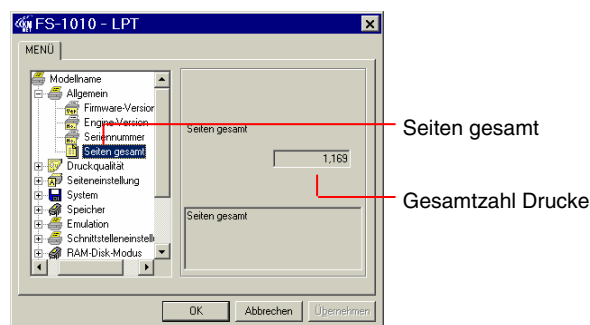 FS-1010 - LPT
MENÜ
Modellname
Allgemein
Firmware-Version
Engine-Version
Seriennummer
Seiten gesamt
Druckqualität
Seiteneinstellung
System
Speicher
Emulation
Schnittstelleneinstell
RAM-Disk-Modus
Seiten gesamt
1,169
Seiten gesamt
OK
Abbrechen
Übernehmen
Seiten gesamt
Gesamtzahl Drucke